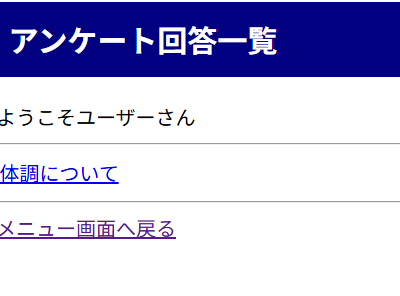 アンケート回答一覧
ようこそユーザーさん
体調について
メニュー画面へ戻る